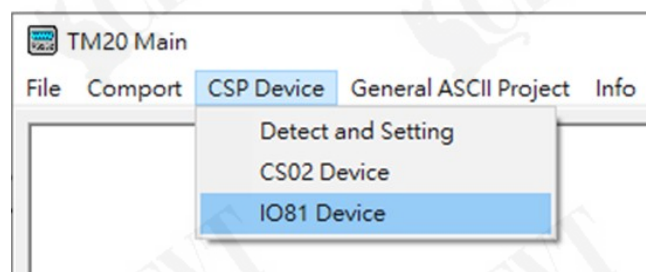 TM20 Main
File Comport CSP Device General ASCII Project Info
Detect and Setting
CS02 Device
IO81 Device